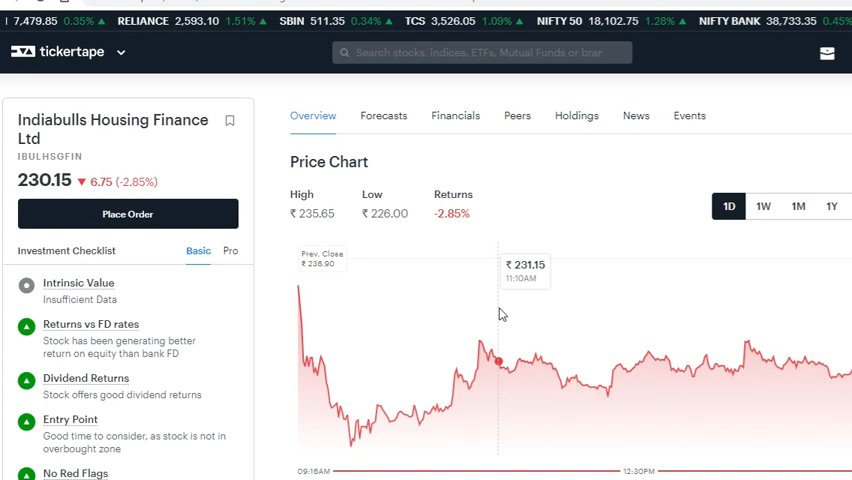 7,479.85 0.35% RELIANCE 2,593.10 1.51% SBIN 511.35 0.34% TCS 3,526.05 1.09% NIFTY 50 18,102.75 1.28% NIFTY BANK 38,733.35 0.45%
tickertape
Search stocks, indices, ETFs, Mutual Funds or brar
Indiabulls Housing Finance
Ltd
IBULHSGFIN
230.15 ▼ 6.75 (-2.85%)
Place Order
Investment Checklist Basic Pro
Intrinsic Value
Insufficient Data
Returns vs FD rates
Stock has been generating better
return on equity than bank FD
Dividend Returns
Stock offers good dividend returns
Entry Point
Good time to consider, as stock is not in
overbought zone
No Red Flags
Overview Forecasts Financials Peers Holdings News Events
Price Chart
High Low Returns
₹ 235.65 ₹ 226.00 -2.85%
1D 1W 1M 1Y
Prev. Close
₹ 236.90
₹ 231.15
11:10AM
09:16AM 12:30PM